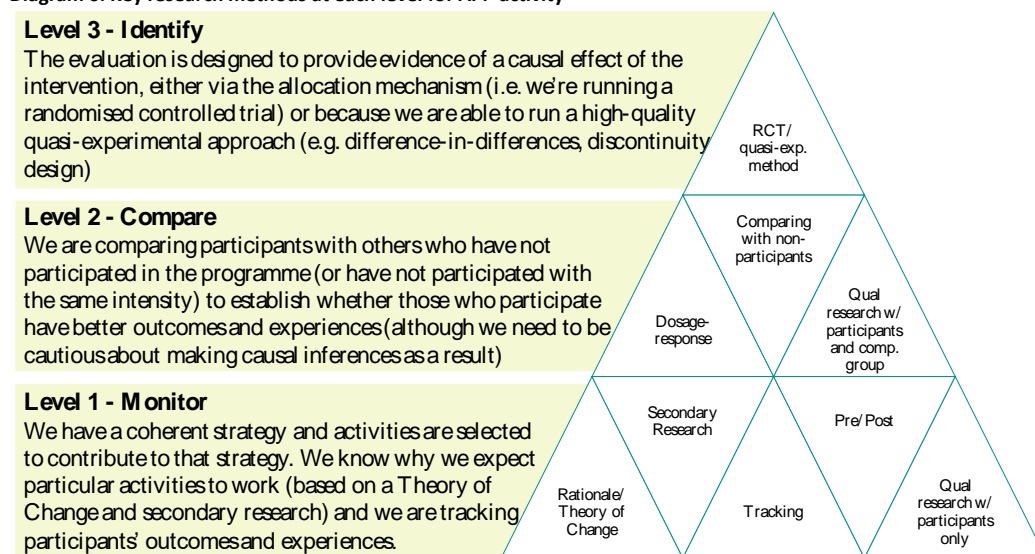 Level 3 - Identify
The evaluation is designed to provide evidence of a causal effect of the
intervention, either via the allocation mechanism (i.e. we're running a
randomised controlled trial) or because we are able to run a high-quality
quasi-experimental approach (e.g. difference-in-differences, discontinuity
design)
RCT/
quasi-exp.
method
Level 2 - Compare
We are comparing participants with others who have not
participated in the programme (or have not participated with
the same intensity) to establish whether those who participate
have better outcomes and experiences (although we need to be
cautious about making causal inferences as a result)
Comparing
with non-
participants
Dosage-
response
Qual
research w/
participants
and comp.
group
Level 1 - Monitor
We have a coherent strategy and activities are selected
to contribute to that strategy. We know why we expect
particular activities to work (based on a Theory of
Change and secondary research) and we are tracking
participants' outcomes and experiences.
Secondary
Research
Pre/Post
Rationale/
Theory of
Change
Tracking
Qual
research w/
participants
only